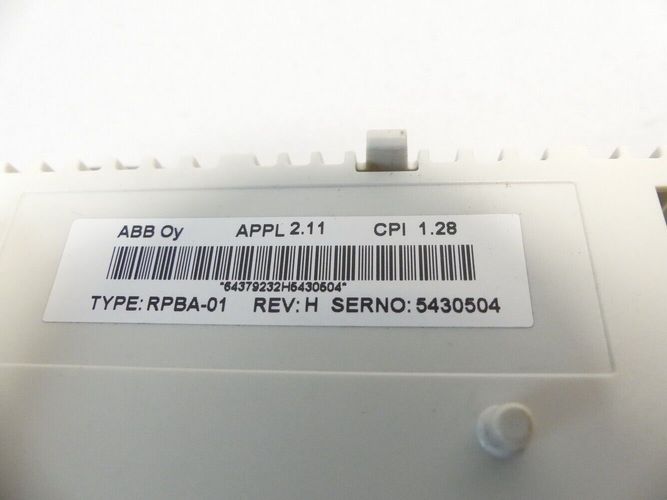 ABB Oy APPL 2.11 CPI 1.28
*64379232H5430504*
TYPE: RPBA-01 REV: H SERNO: 5430504